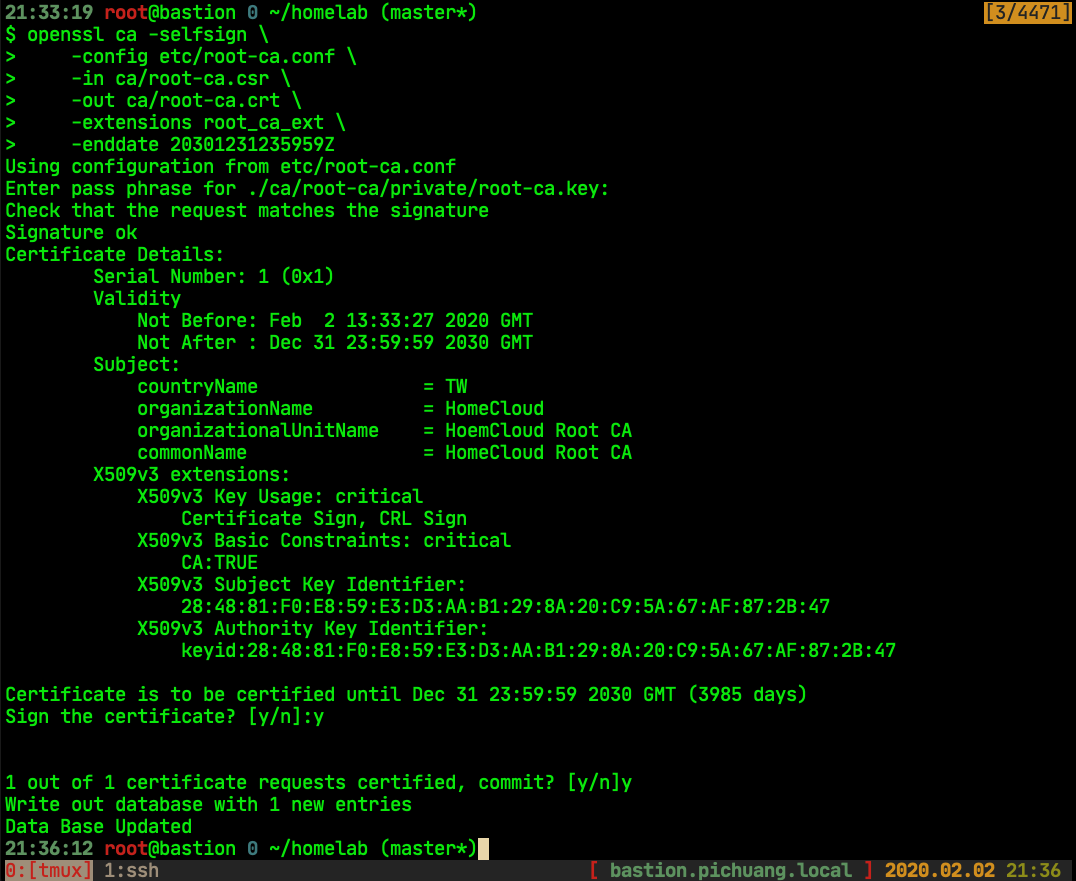 21:33:19 root@bastion 0 ~/homelab (master*) [3/4471]
$ openssl ca -selfsign \
>     -config etc/root-ca.conf \
>     -in ca/root-ca.csr \
>     -out ca/root-ca.crt \
>     -extensions root_ca_ext \
>     -enddate 20301231235959Z
Using configuration from etc/root-ca.conf
Enter pass phrase for ./ca/root-ca/private/root-ca.key:
Check that the request matches the signature
Signature ok
Certificate Details:
        Serial Number: 1 (0x1)
        Validity
            Not Before: Feb  2 13:33:27 2020 GMT
            Not After : Dec 31 23:59:59 2030 GMT
        Subject:
            countryName               = TW
            organizationName          = HomeCloud
            organizationalUnitName    = HoemCloud Root CA
            commonName                = HomeCloud Root CA
        X509v3 extensions:
            X509v3 Key Usage: critical
                Certificate Sign, CRL Sign
            X509v3 Basic Constraints: critical
                CA:TRUE
            X509v3 Subject Key Identifier:
                28:48:81:F0:E8:59:E3:D3:AA:B1:29:8A:20:C9:5A:67:AF:87:2B:47
            X509v3 Authority Key Identifier:
                keyid:28:48:81:F0:E8:59:E3:D3:AA:B1:29:8A:20:C9:5A:67:AF:87:2B:47

Certificate is to be certified until Dec 31 23:59:59 2030 GMT (3985 days)
Sign the certificate? [y/n]:y


1 out of 1 certificate requests certified, commit? [y/n]y
Write out database with 1 new entries
Data Base Updated
21:36:12 root@bastion 0 ~/homelab (master*)
0:[tmux] 1:ssh [ bastion.pichuang.local ] 2020.02.02 21:36